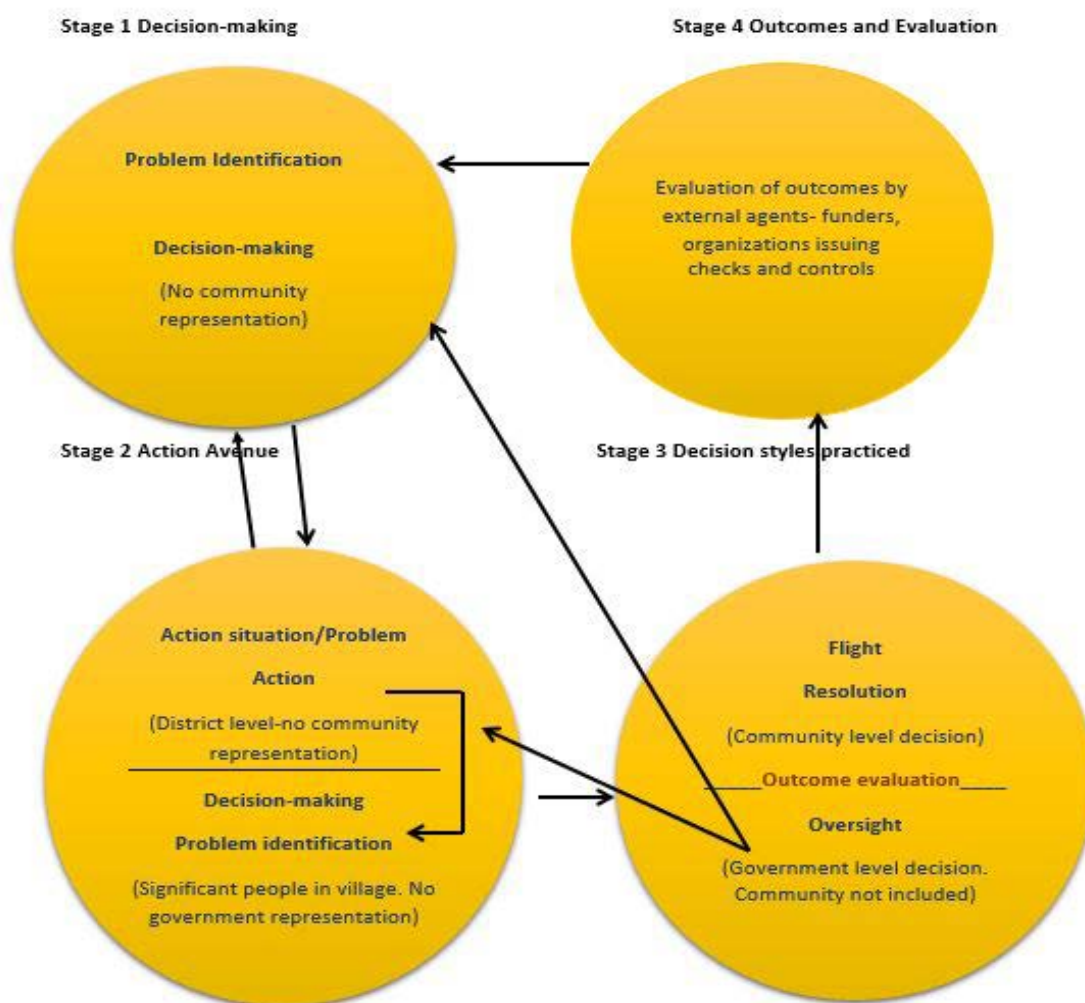 Stage 1 Decision-making
Problem Identification
Decision-making
(No community
representation)
Stage 4 Outcomes and Evaluation
Evaluation of outcomes by
external agents- funders,
organizations issuing
checks and controls
Stage 2 Action Avenue
Action situation/Problem
Action
(District level-no community
representation)
Decision-making
Problem identification
(Significant people in village. No
government representation)
Stage 3 Decision styles practiced
Flight
Resolution
(Community level decision)
_____Outcome evaluation____
Oversight
(Government level decision.
Community not included)